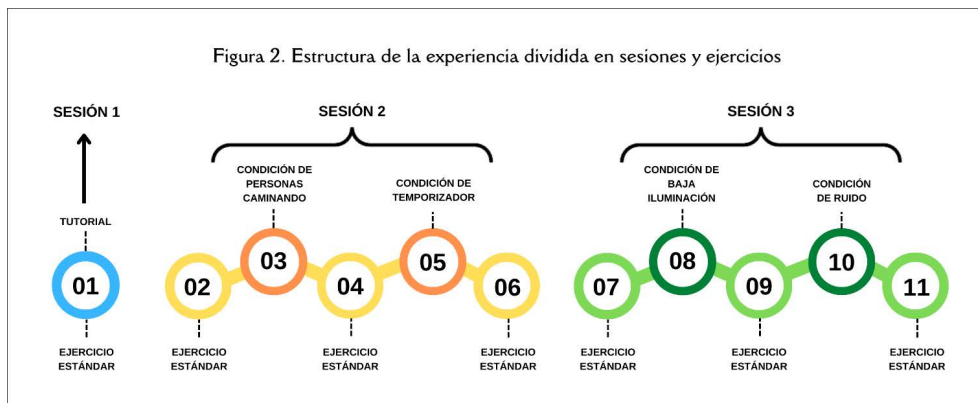 Figura 2. Estructura de la experiencia dividida en sesiones y ejercicios
SESIÓN 1
SESIÓN 2
SESIÓN 3
TUTORIAL
CONDICIÓN DE
PERSONAS
CAMINANDO
CONDICIÓN DE
TEMPORIZADOR
CONDICIÓN DE
BAJA
ILUMINACIÓN
CONDICIÓN
DE RUIDO
01
02
03
04
05
06
07
08
09
10
11
EJERCICIO
ESTÁNDAR
EJERCICIO
ESTÁNDAR
EJERCICIO
ESTÁNDAR
EJERCICIO
ESTÁNDAR
EJERCICIO
ESTÁNDAR
EJERCICIO
ESTÁNDAR
EJERCICIO
ESTÁNDAR